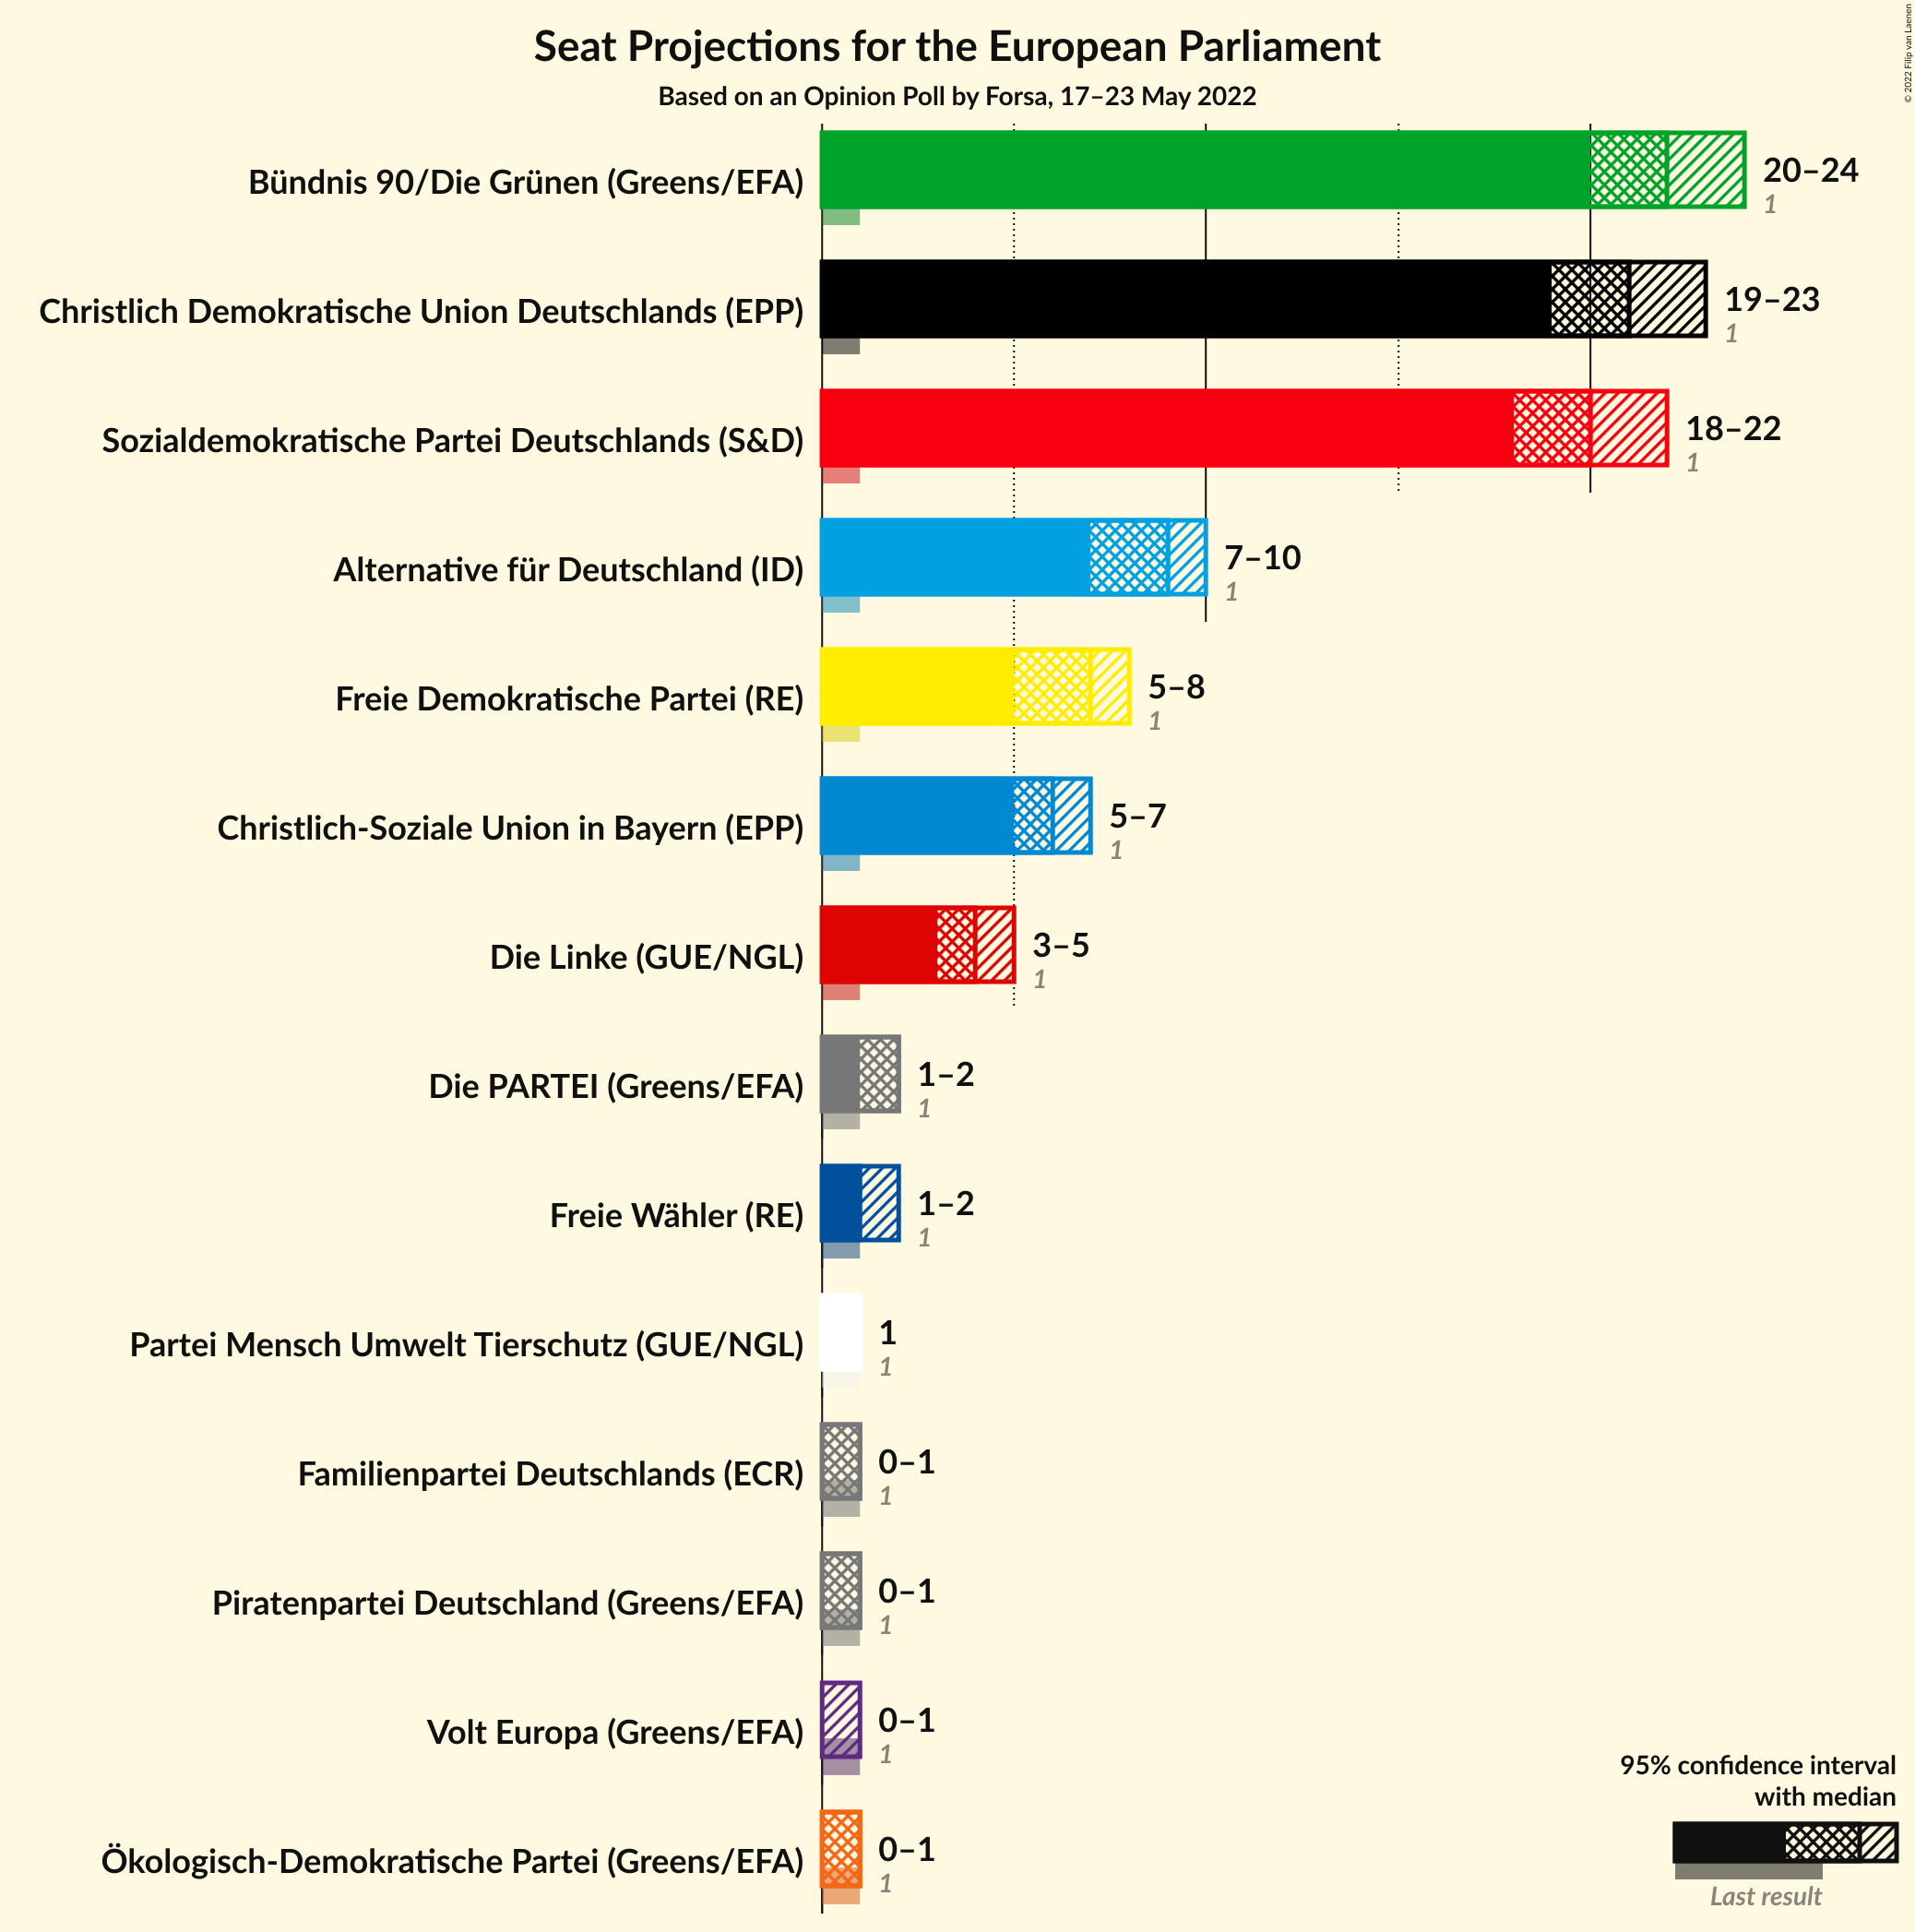 Seat Projections for the European Parliament
Based on an Opinion Poll by Forsa, 17–23 May 2022
© 2022 Filip van Laenen
Bündnis 90/Die Grünen (Greens/EFA)
20–24
1
Christlich Demokratische Union Deutschlands (EPP)
19–23
1
Sozialdemokratische Partei Deutschlands (S&D)
18–22
1
Alternative für Deutschland (ID)
7–10
1
Freie Demokratische Partei (RE)
5–8
1
Christlich-Soziale Union in Bayern (EPP)
5–7
1
Die Linke (GUE/NGL)
3–5
1
Die PARTEI (Greens/EFA)
1–2
1
Freie Wähler (RE)
1–2
1
Partei Mensch Umwelt Tierschutz (GUE/NGL)
1
1
Familienpartei Deutschlands (ECR)
0–1
1
Piratenpartei Deutschland (Greens/EFA)
0–1
1
Volt Europa (Greens/EFA)
0–1
1
Ökologisch-Demokratische Partei (Greens/EFA)
0–1
1
95% confidence interval
with median
Last result